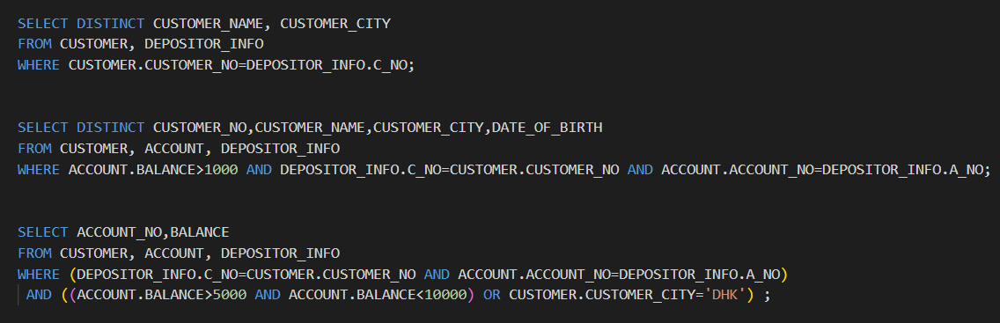 SELECT DISTINCT CUSTOMER_NAME, CUSTOMER_CITY
FROM CUSTOMER, DEPOSITOR_INFO
WHERE CUSTOMER.CUSTOMER_NO=DEPOSITOR_INFO.C_NO;
SELECT DISTINCT CUSTOMER_NO,CUSTOMER_NAME,CUSTOMER_CITY,DATE_OF_BIRTH
FROM CUSTOMER, ACCOUNT, DEPOSITOR_INFO
WHERE ACCOUNT.BALANCE>1000 AND DEPOSITOR_INFO.C_NO=CUSTOMER.CUSTOMER_NO AND ACCOUNT.ACCOUNT_NO=DEPOSITOR_INFO.A_NO;
SELECT ACCOUNT_NO,BALANCE
FROM CUSTOMER, ACCOUNT, DEPOSITOR_INFO
WHERE (DEPOSITOR_INFO.C_NO=CUSTOMER.CUSTOMER_NO AND ACCOUNT.ACCOUNT_NO=DEPOSITOR_INFO.A_NO)
AND ((ACCOUNT.BALANCE>5000 AND ACCOUNT.BALANCE<10000) OR CUSTOMER.CUSTOMER_CITY='DHK') ;